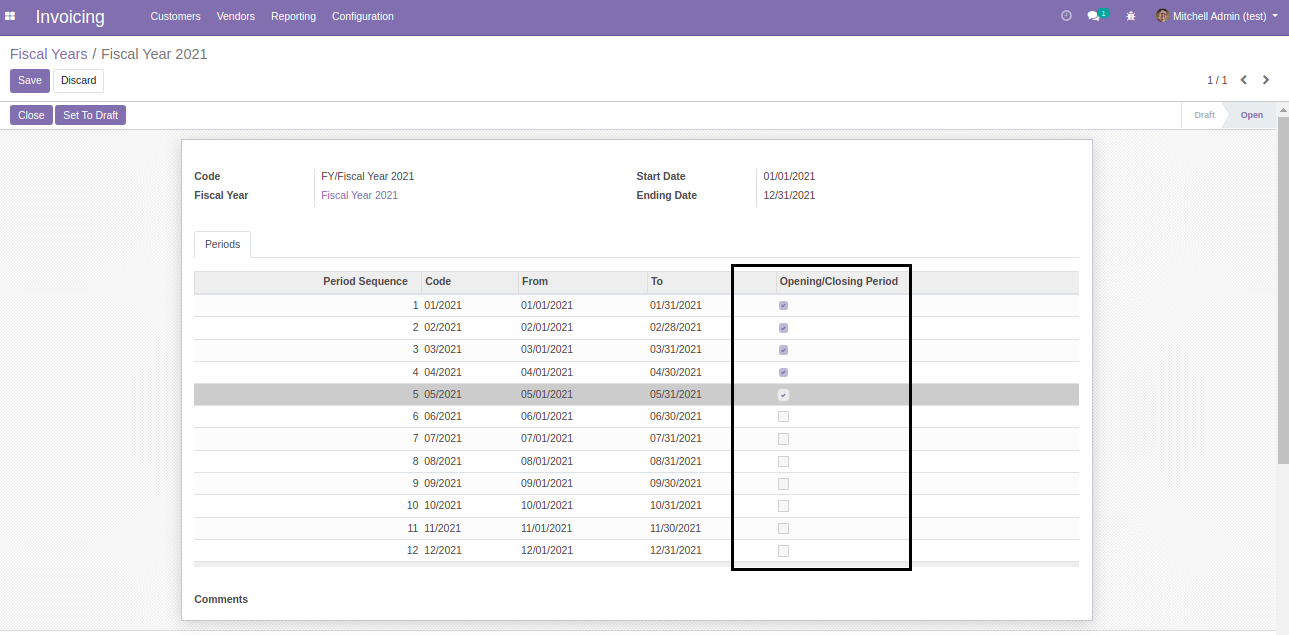 Invoicing Customers Vendors Reporting Configuration 1 Mitchell Admin (test)
Fiscal Years / Fiscal Year 2021
Save Discard 1 / 1
Close Set To Draft Draft Open
Code FY/Fiscal Year 2021 Start Date 01/01/2021
Fiscal Year Fiscal Year 2021 Ending Date 12/31/2021
Periods
Period Sequence Code From To Opening/Closing Period
1 01/2021 01/01/2021 01/31/2021
2 02/2021 02/01/2021 02/28/2021
3 03/2021 03/01/2021 03/31/2021
4 04/2021 04/01/2021 04/30/2021
5 05/2021 05/01/2021 05/31/2021
6 06/2021 06/01/2021 06/30/2021
7 07/2021 07/01/2021 07/31/2021
8 08/2021 08/01/2021 08/31/2021
9 09/2021 09/01/2021 09/30/2021
10 10/2021 10/01/2021 10/31/2021
11 11/2021 11/01/2021 11/30/2021
12 12/2021 12/01/2021 12/31/2021
Comments